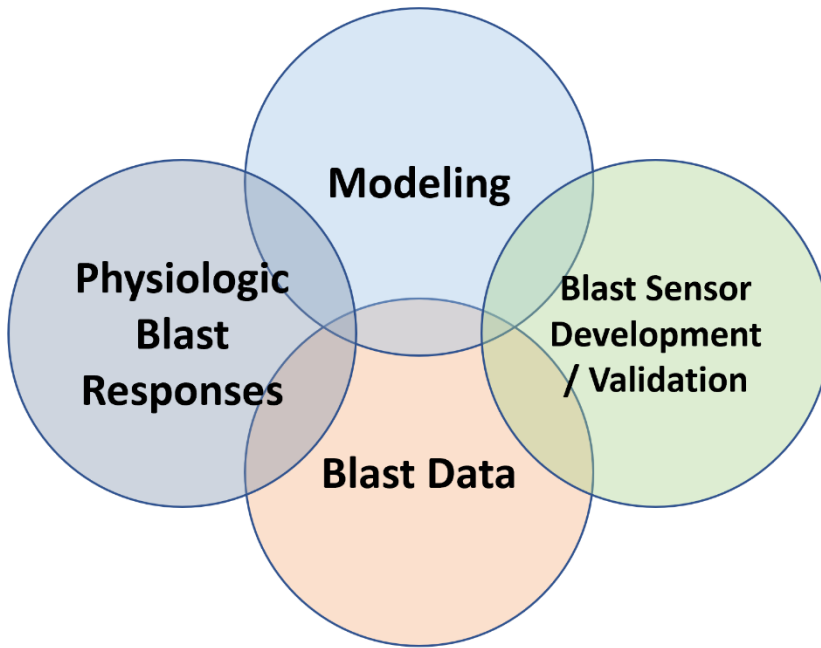 Modeling
Physiologic
Blast
Responses
Blast Sensor
Development
/ Validation
Blast Data